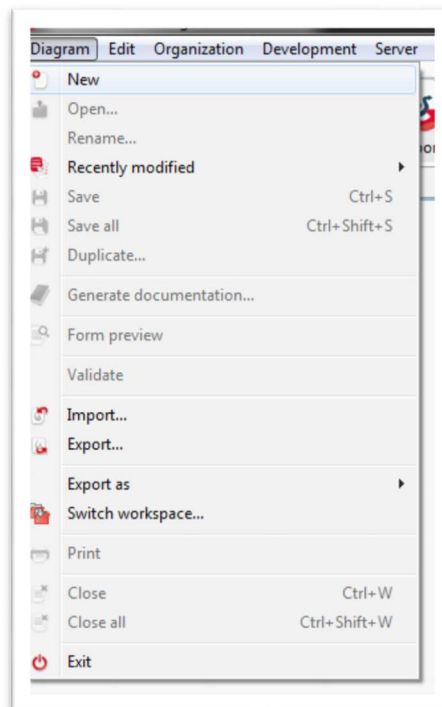 Diagram Edit Organization Development Server
New
Open...
Rename...
Recently modified
Save Ctrl+S
Save all Ctrl+Shift+S
Duplicate...
Generate documentation...
Form preview
Validate
Import...
Export...
Export as
Switch workspace...
Print
Close Ctrl+W
Close all Ctrl+Shift+W
Exit